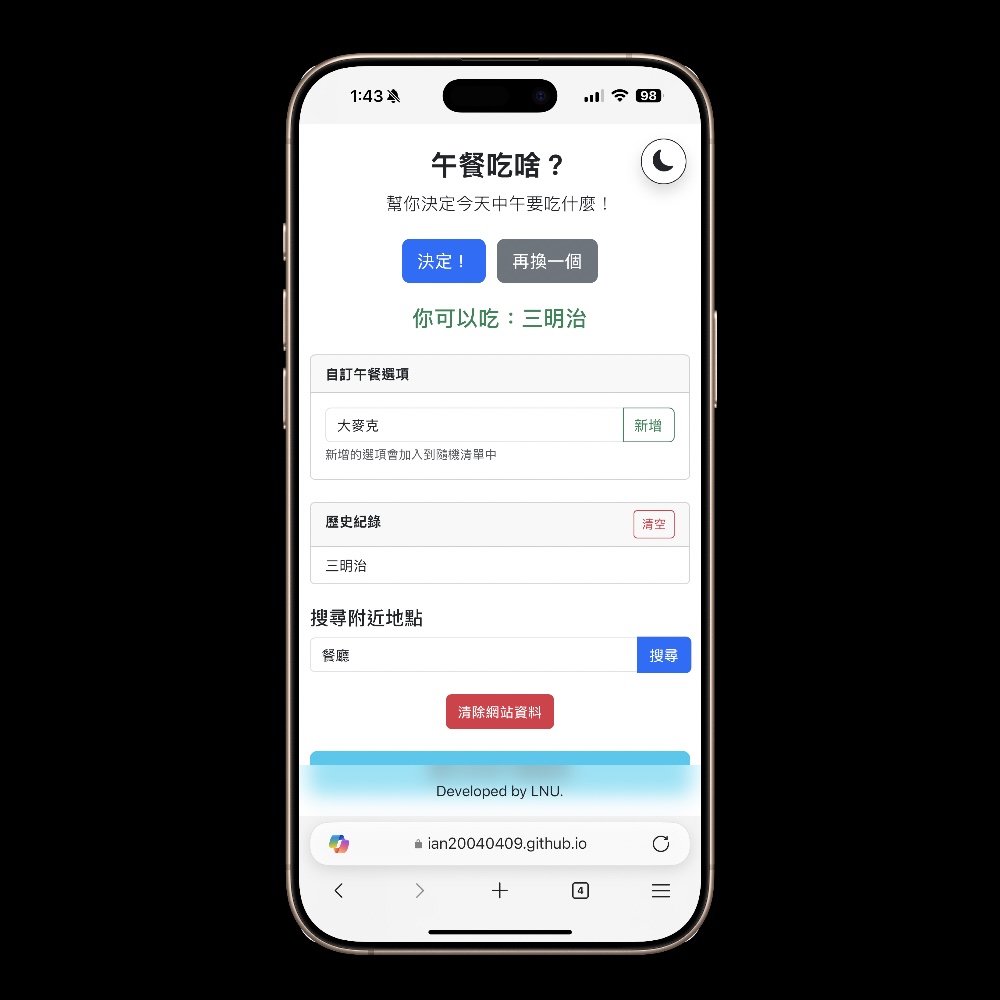 1:43
98
午餐吃啥？
幫你決定今天中午要吃什麼！
決定！
再換一個
你可以吃：三明治
自訂午餐選項
大麥克
新增
新增的選項會加入到隨機清單中
歷史紀錄
清空
三明治
搜尋附近地點
餐廳
搜尋
清除網站資料
Developed by LNU.
ian20040409.github.io
4